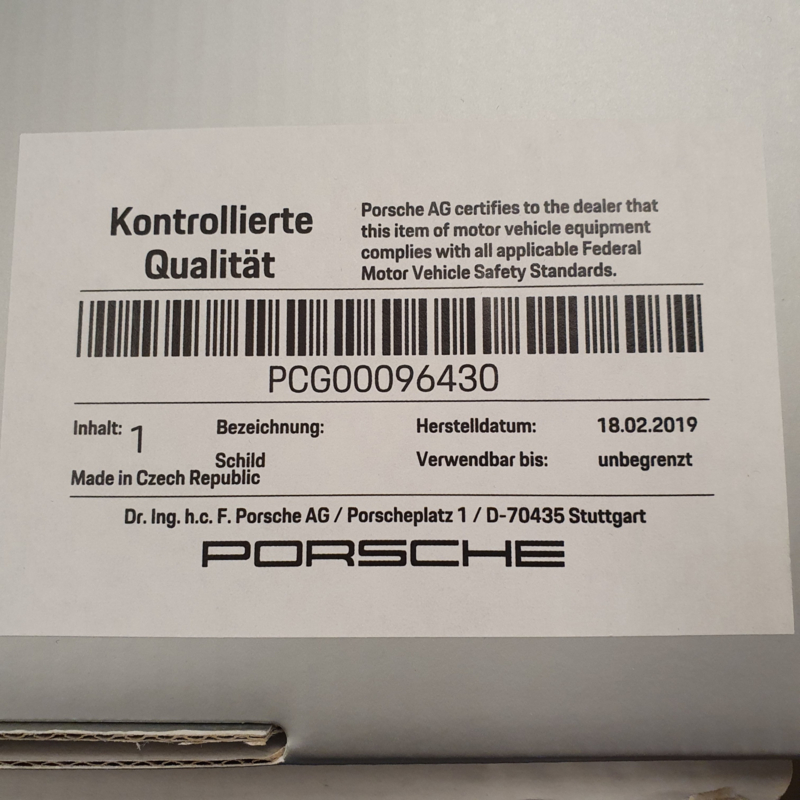 Kontrollierte
Qualität
Porsche AG certifies to the dealer that
this item of motor vehicle equipment
complies with all applicable Federal
Motor Vehicle Safety Standards.
PCG00096430
Inhalt: 1 Bezeichnung: Herstelldatum: 18.02.2019
Schild Verwendbar bis: unbegrenzt
Made in Czech Republic
Dr. Ing. h.c. F. Porsche AG / Porscheplatz 1 / D-70435 Stuttgart
PORSCHE